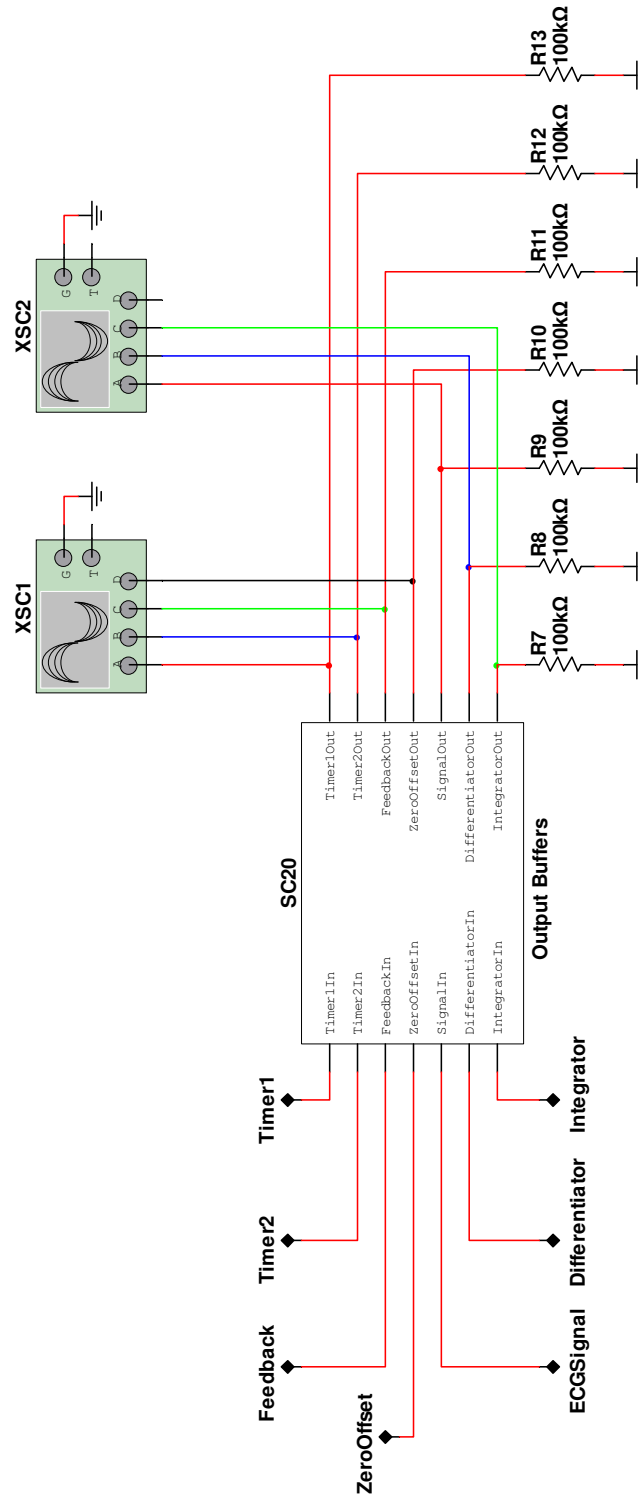 XSC1
A
B
C
D
G
T
XSC2
A
B
C
D
G
T
Feedback
Timer2
Timer1
ZeroOffset
ECGSignal
Differentiator
Integrator
SC20
Timer1In
Timer2In
FeedbackIn
ZeroOffsetIn
SignalIn
DifferentiatorIn
IntegratorIn
Timer1Out
Timer2Out
FeedbackOut
ZeroOffsetOut
SignalOut
DifferentiatorOut
IntegratorOut
Output Buffers
R7
100kΩ
R8
100kΩ
R9
100kΩ
R10
100kΩ
R11
100kΩ
R12
100kΩ
R13
100kΩ